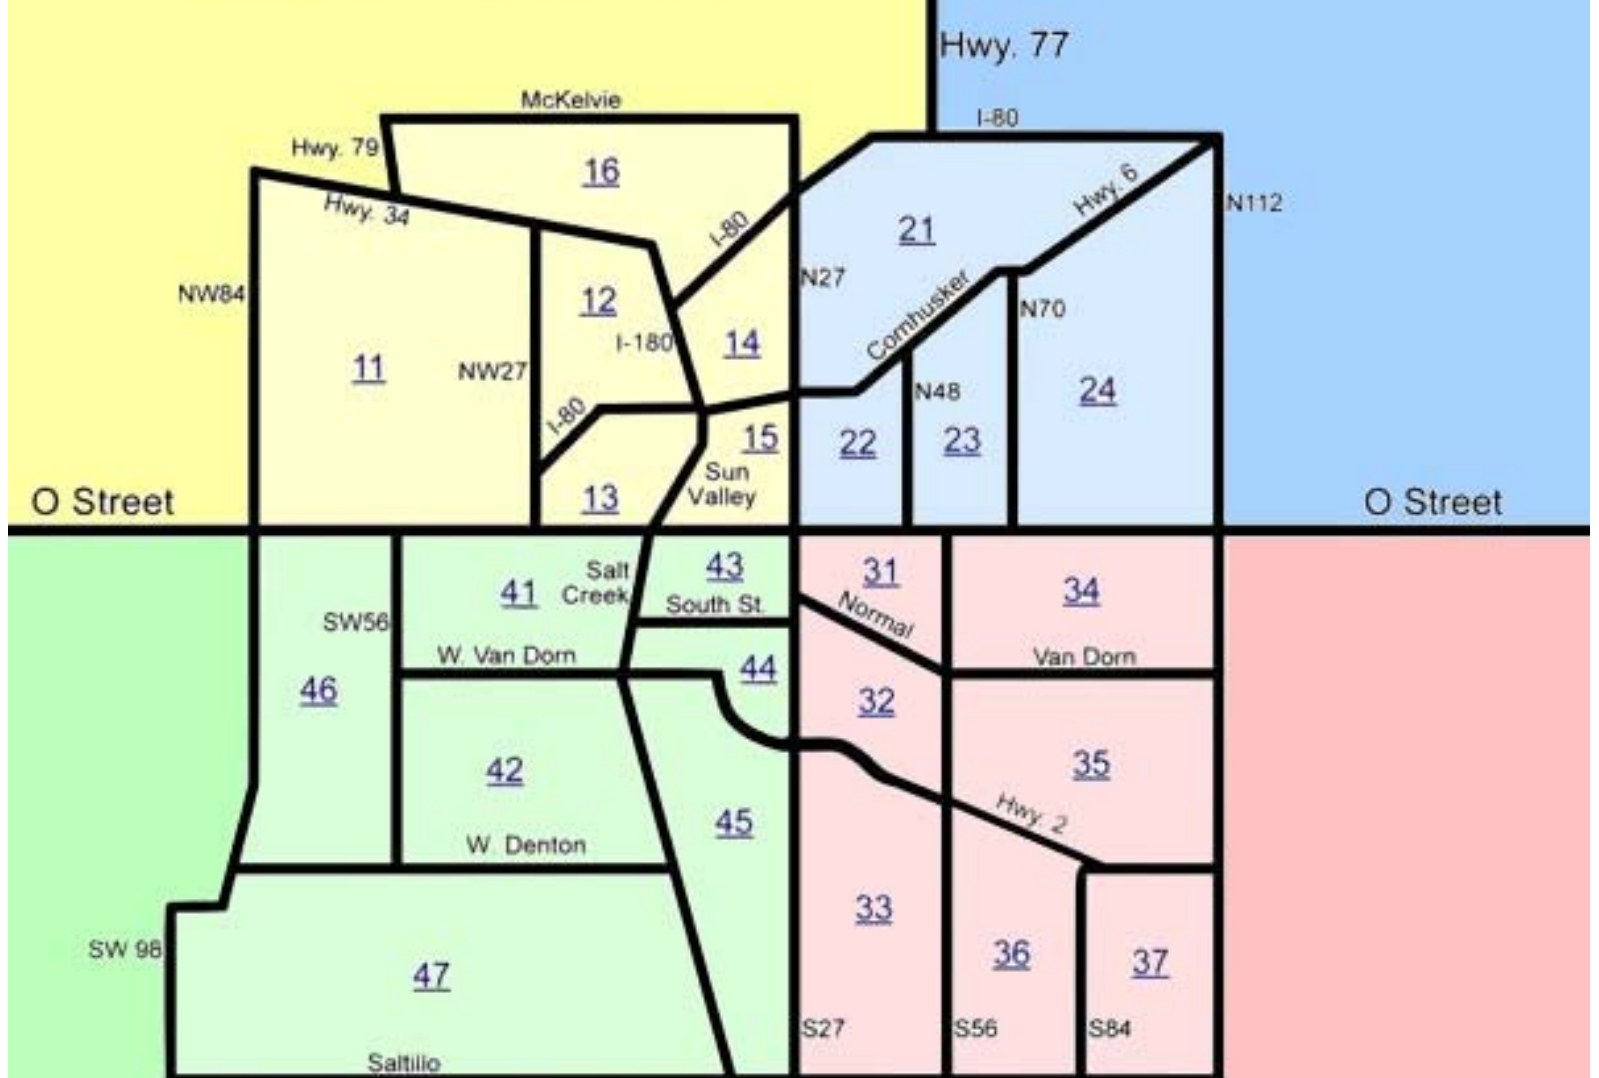 Hwy. 77
McKelvie
I-80
Hwy. 79
16
Hwy. 6
Hwy. 34
N112
I-80
21
NW84
N27
12
Cornhusker
N70
I-180
14
11
NW27
N48
24
I-80
15
22
23
Sun
Valley
13
O Street
O Street
43
31
Salt
Creek
41
34
South St.
Normal
SW56
W. Van Dorn
Van Dorn
44
46
32
42
35
45
Hwy. 2
W. Denton
33
SW 98
36
37
47
S27
S56
S84
Saltillo